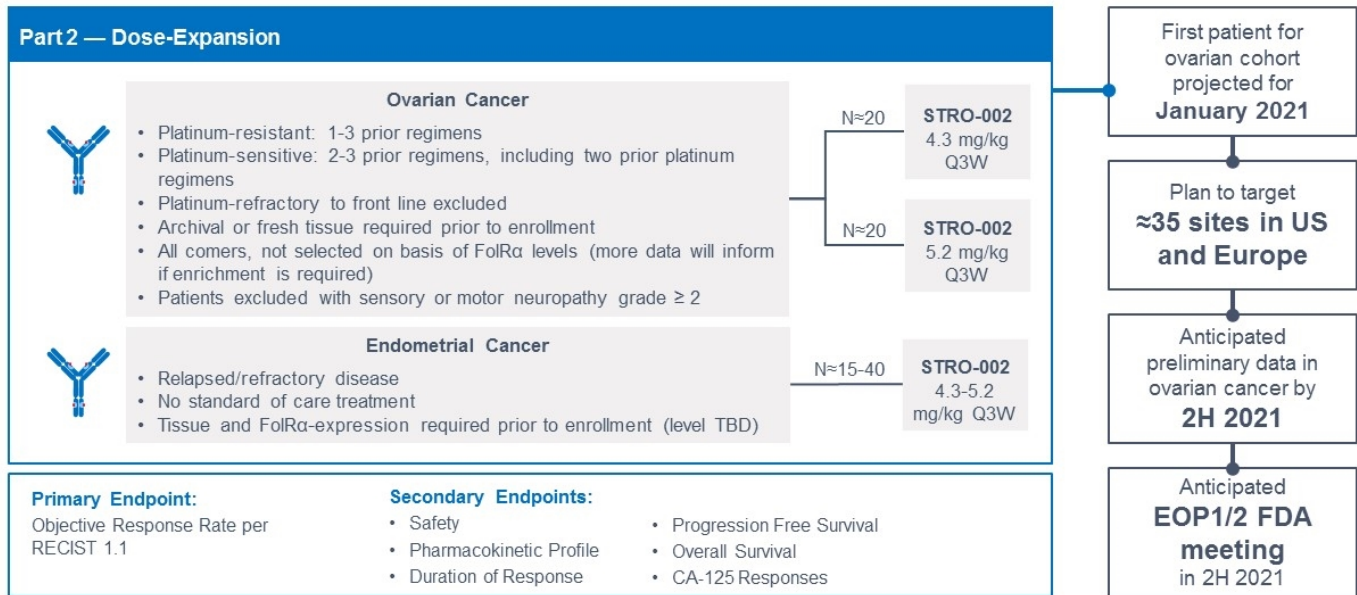 Part 2 — Dose-Expansion
Ovarian Cancer
• Platinum-resistant: 1-3 prior regimens
• Platinum-sensitive: 2-3 prior regimens, including two prior platinum
regimens
• Platinum-refractory to front line excluded
• Archival or fresh tissue required prior to enrollment
• All comers, not selected on basis of FolRα levels (more data will inform
if enrichment is required)
• Patients excluded with sensory or motor neuropathy grade ≥ 2
N≈20
STRO-002
4.3 mg/kg
Q3W
N≈20
STRO-002
5.2 mg/kg
Q3W
Endometrial Cancer
• Relapsed/refractory disease
• No standard of care treatment
• Tissue and FolRα-expression required prior to enrollment (level TBD)
N≈15-40
STRO-002
4.3-5.2
mg/kg Q3W
Primary Endpoint:
Objective Response Rate per
RECIST 1.1
Secondary Endpoints:
• Safety
• Pharmacokinetic Profile
• Duration of Response
• Progression Free Survival
• Overall Survival
• CA-125 Responses
First patient for
ovarian cohort
projected for
January 2021
Plan to target
≈35 sites in US
and Europe
Anticipated
preliminary data in
ovarian cancer by
2H 2021
Anticipated
EOP1/2 FDA
meeting
in 2H 2021